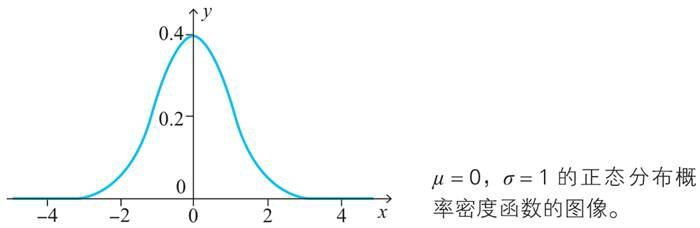 y
0.4
0.2
0
-4 -2 0 2 4 x
μ = 0, σ = 1 的正态分布概
率密度函数的图像。